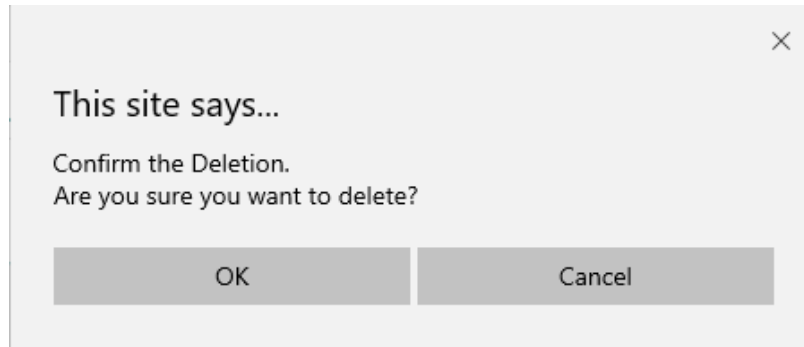 This site says...
Confirm the Deletion.
Are you sure you want to delete?
OK
Cancel